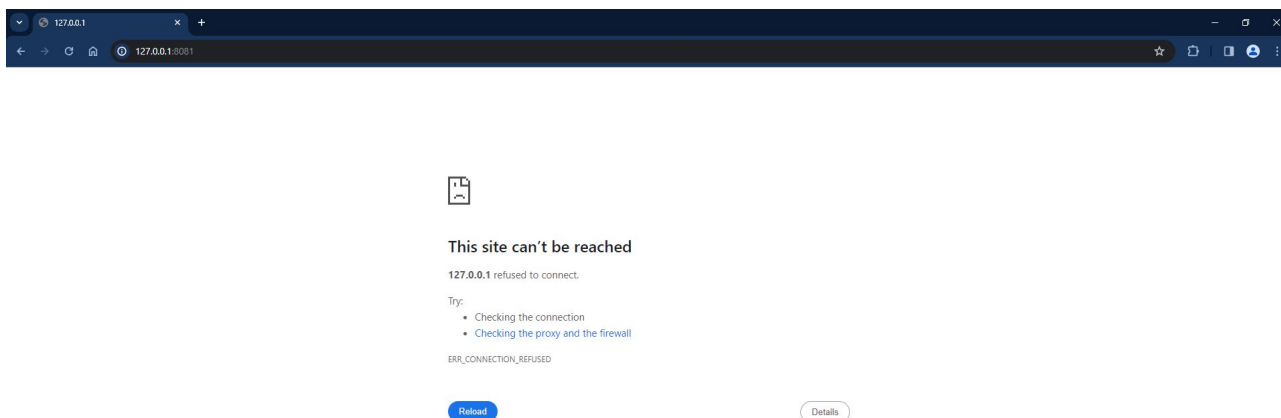 127.0.0.1
127.0.0.1:8081
This site can't be reached
127.0.0.1 refused to connect.
Try:
• Checking the connection
• Checking the proxy and the firewall
ERR_CONNECTION_REFUSED
Reload Details